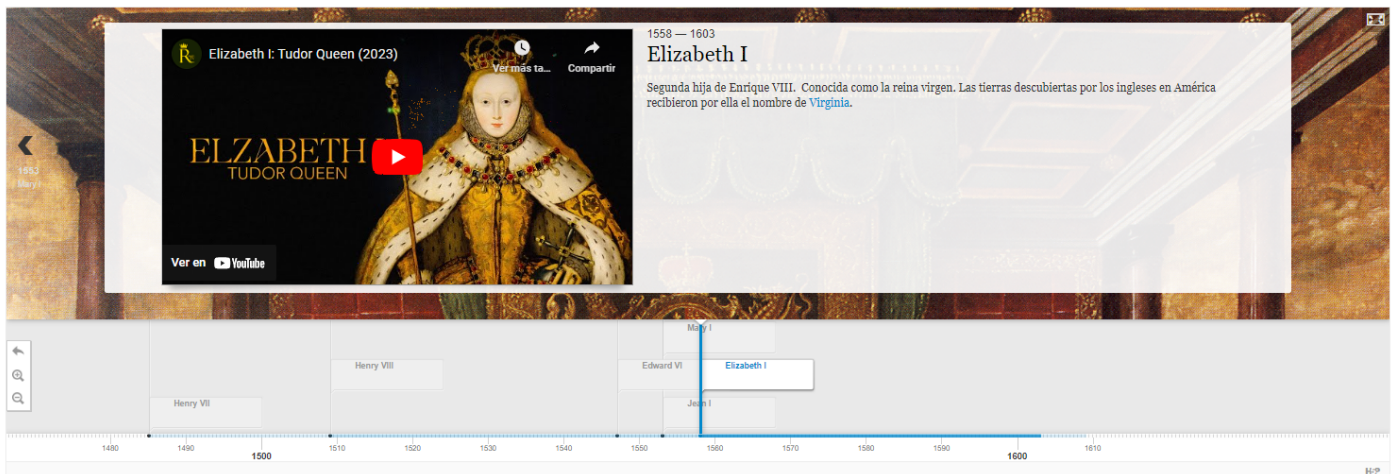 Elizabeth I: Tudor Queen (2023)
Ver más ta...
Compartir
ELZABETH I
TUDOR QUEEN
Ver en YouTube
1558 — 1603
Elizabeth I
Segunda hija de Enrique VIII.  Conocida como la reina virgen. Las tierras descubiertas por los ingleses en América
recibieron por ella el nombre de Virginia.
1553
Mary I
Mary I
Henry VIII
Edward VI
Elizabeth I
Henry VII
Jean I
1480 1490 1500 1510 1520 1530 1540 1550 1560 1570 1580 1590 1600 1610
H-P